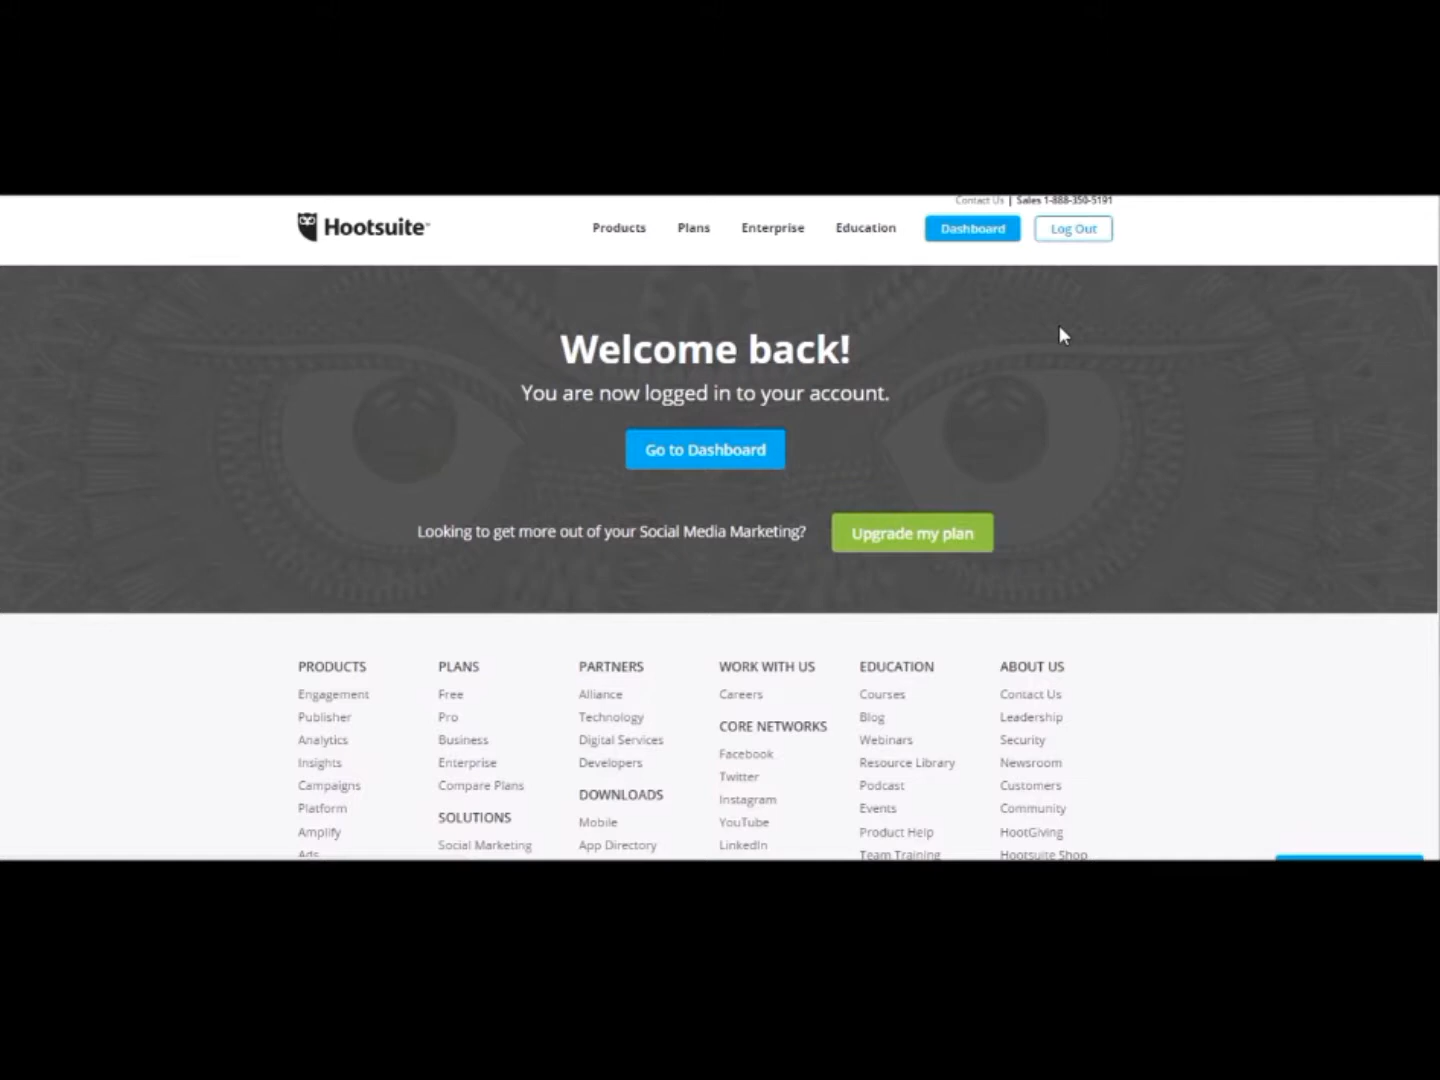 Contact Us | Sales 1-888-350-5191
Hootsuite™
Products Plans Enterprise Education Dashboard Log Out
Welcome back!
You are now logged in to your account.
Go to Dashboard
Looking to get more out of your Social Media Marketing? Upgrade my plan
PRODUCTS
Engagement
Publisher
Analytics
Insights
Campaigns
Platform
Amplify
Ads
PLANS
Free
Pro
Business
Enterprise
Compare Plans
SOLUTIONS
Social Marketing
PARTNERS
Alliance
Technology
Digital Services
Developers
DOWNLOADS
Mobile
App Directory
WORK WITH US
Careers
CORE NETWORKS
Facebook
Twitter
Instagram
YouTube
LinkedIn
EDUCATION
Courses
Blog
Webinars
Resource Library
Podcast
Events
Product Help
Team Training
ABOUT US
Contact Us
Leadership
Security
Newsroom
Customers
Community
HootGiving
Hootsuite Shop